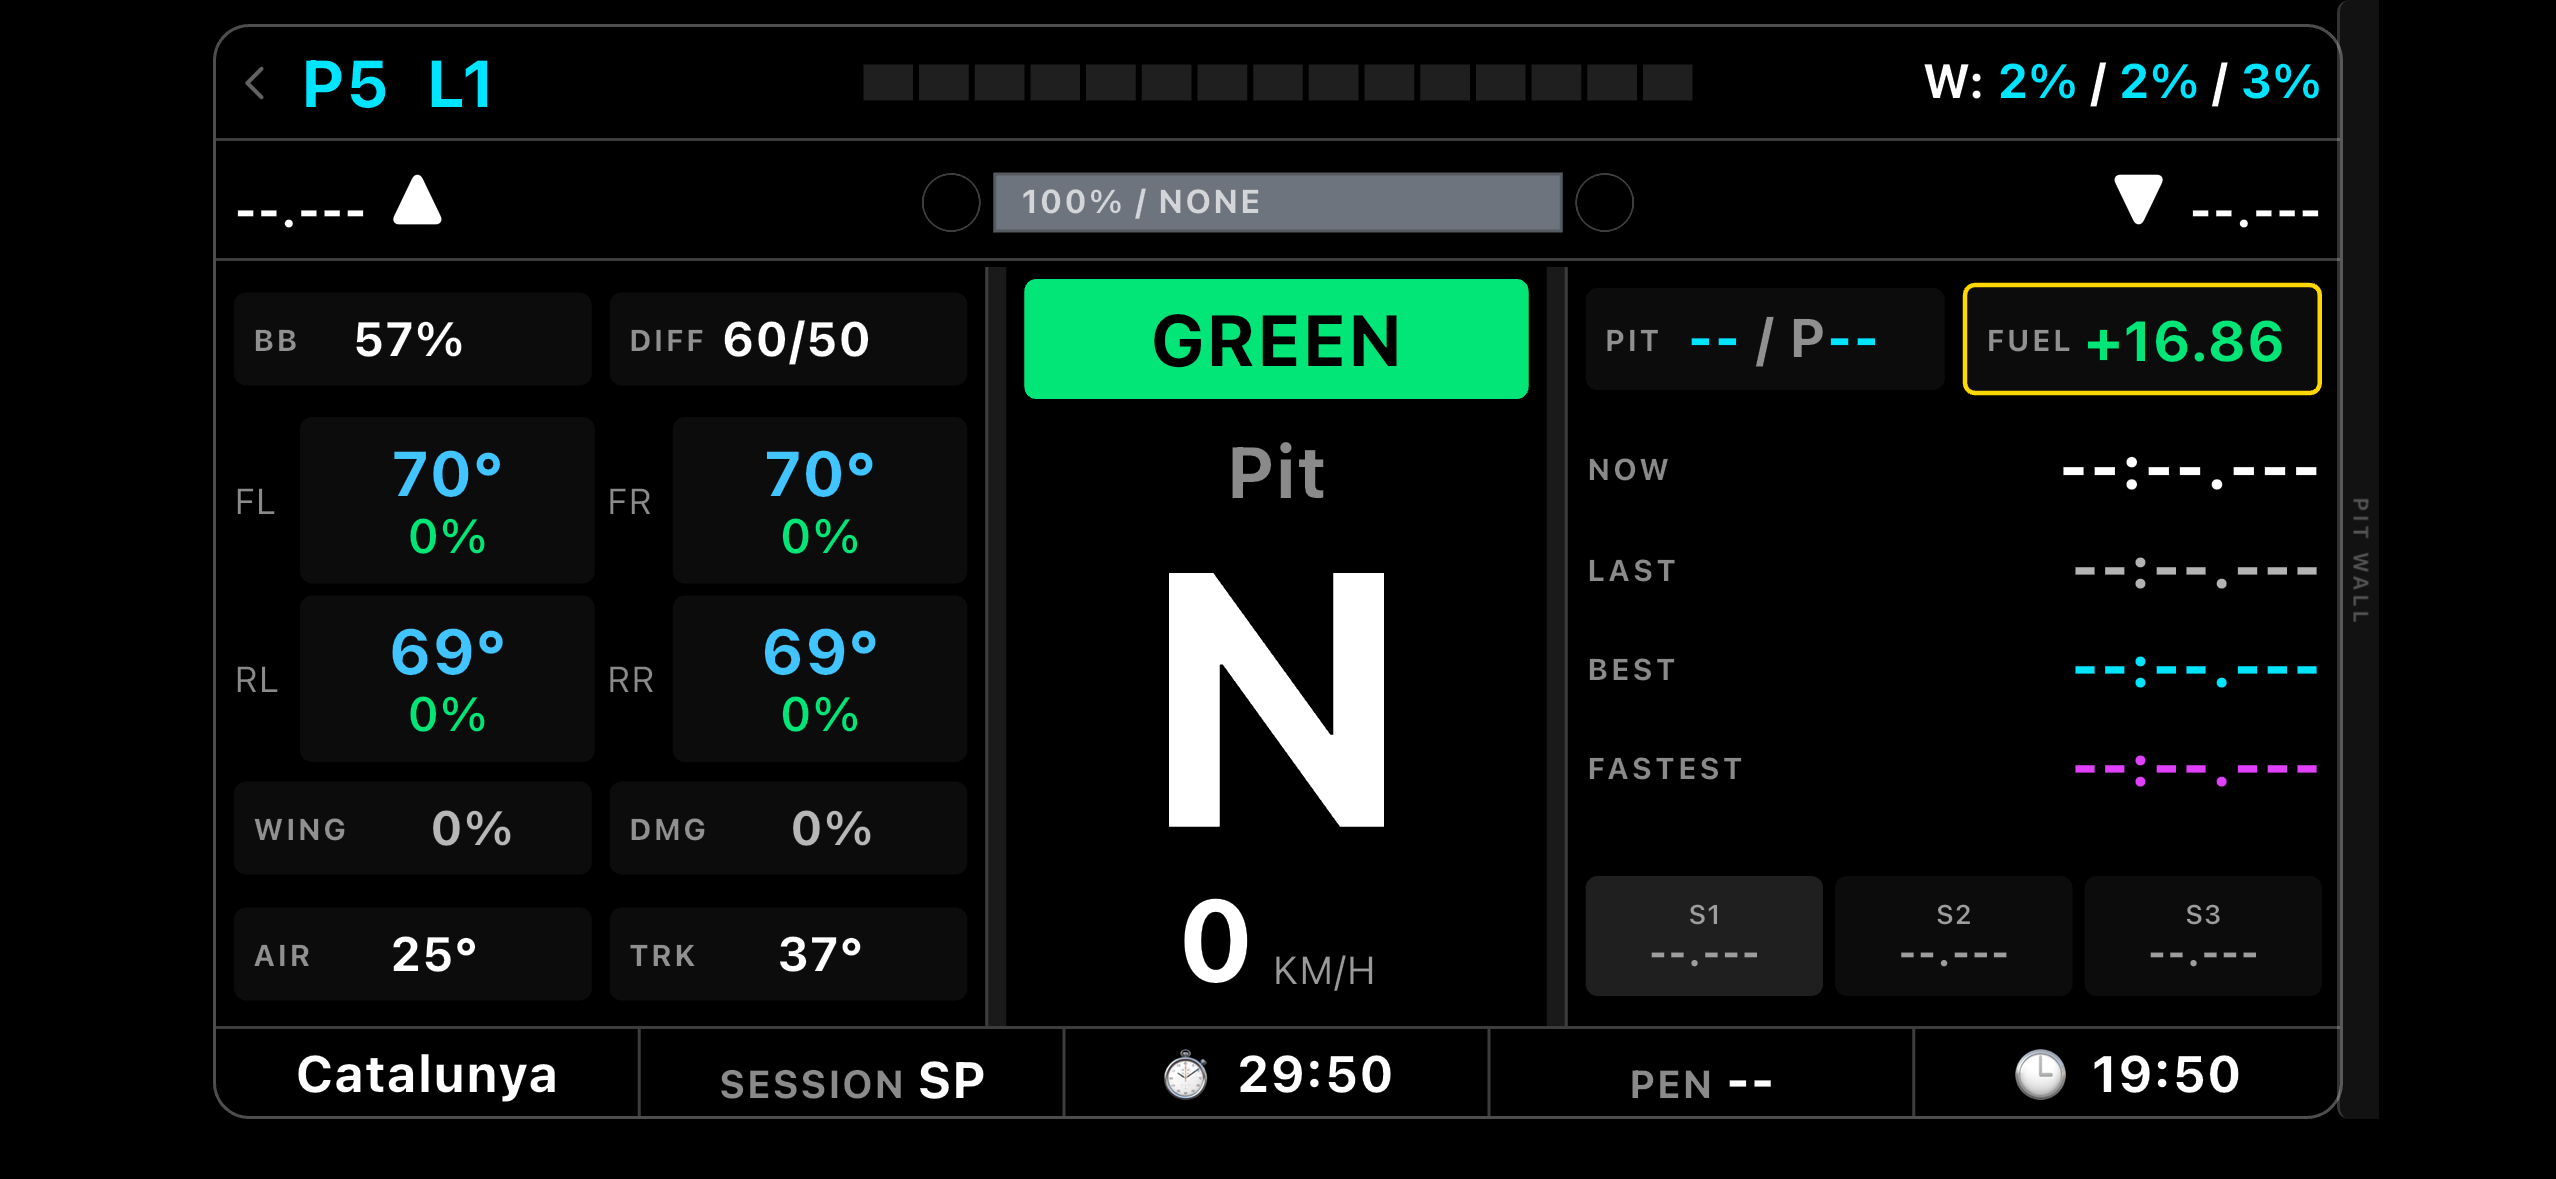 P5 L1
W: 2% / 2% / 3%
--.---
100% / NONE
--.---
BB 57%
DIFF 60/50
FL 70° 0%
FR 70° 0%
RL 69° 0%
RR 69° 0%
WING 0%
DMG 0%
AIR 25°
TRK 37°
GREEN
Pit
N
0 KM/H
PIT -- / P--
FUEL +16.86
NOW --:--.---
LAST --:--.---
BEST --:--.---
FASTEST --:--.---
S1 --.---
S2 --.---
S3 --.---
PIT WALL
Catalunya
SESSION SP
29:50
PEN --
19:50